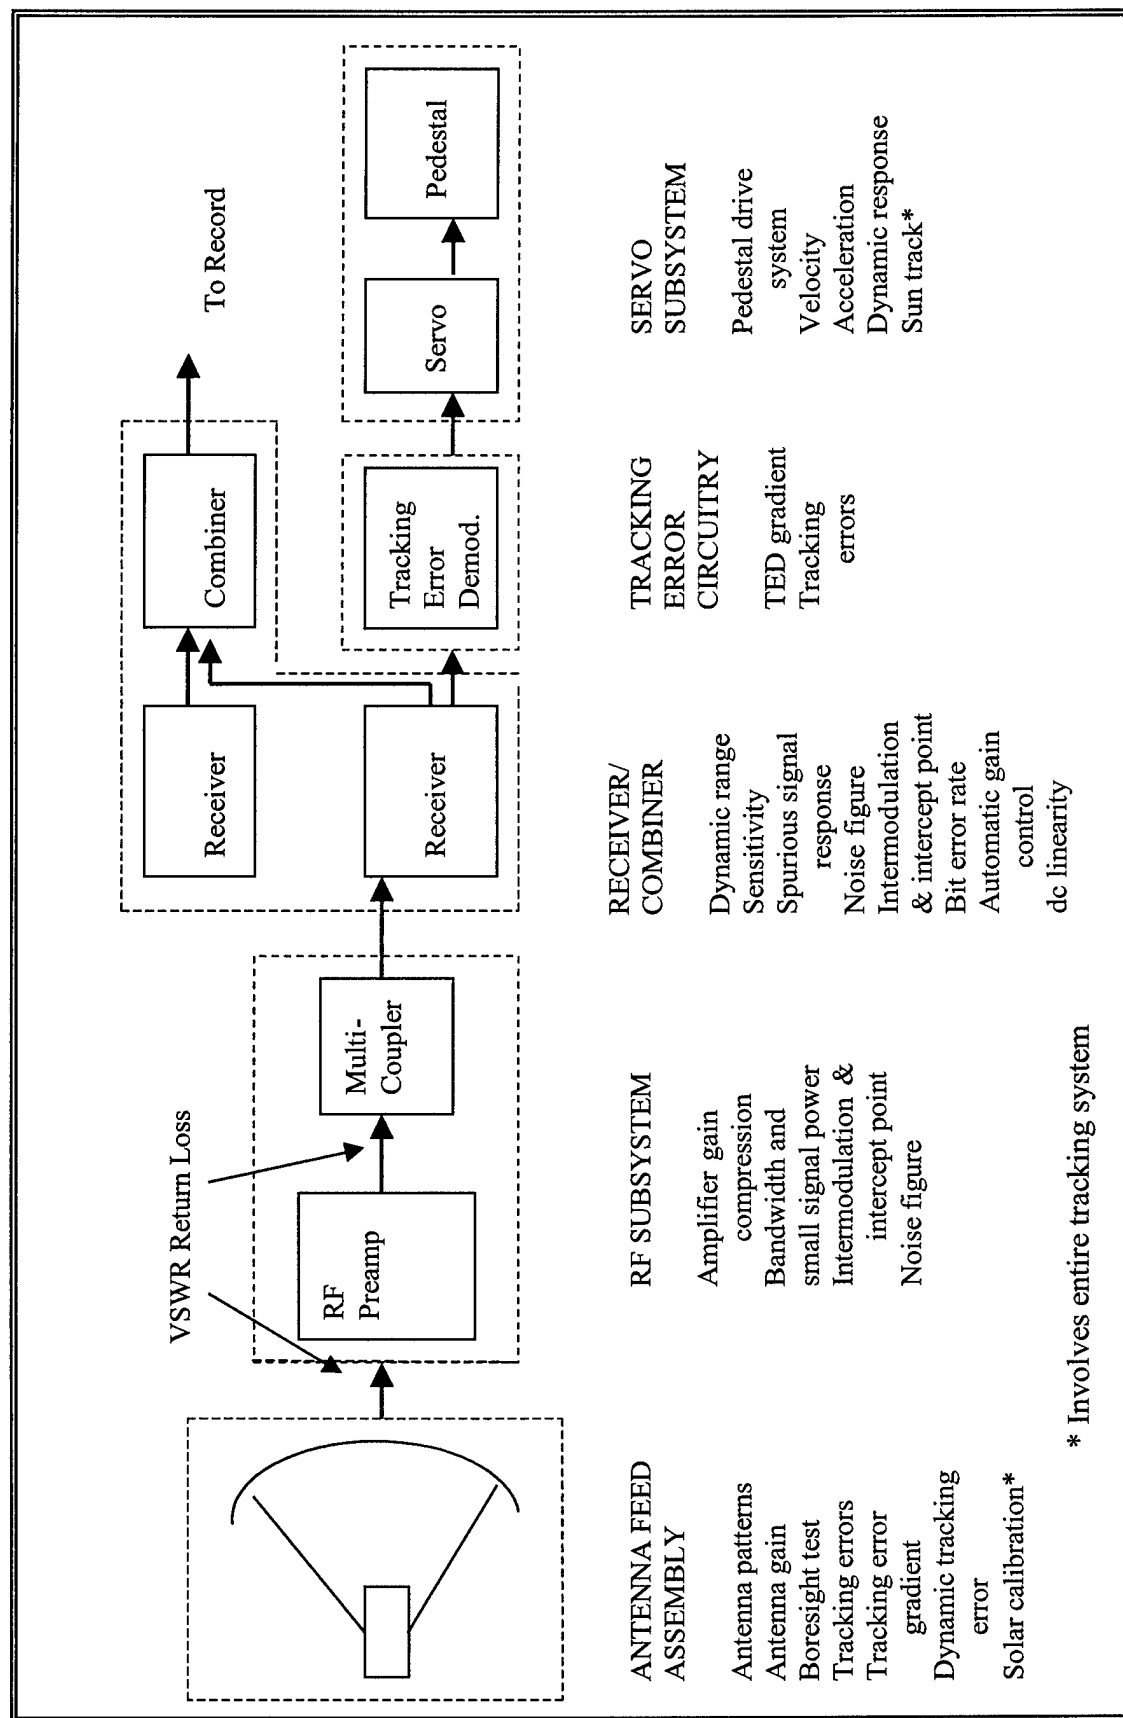 VSWR Return Loss
RF
Preamp
Multi-
Coupler
Receiver
Receiver
Combiner
To Record
Tracking
Error
Demod.
Servo
Pedestal
ANTENNA FEED
ASSEMBLY
Antenna patterns
Antenna gain
Boresight test
Tracking errors
Tracking error
gradient
Dynamic tracking
error
Solar calibration*
RF SUBSYSTEM
Amplifier gain
compression
Bandwidth and
small signal power
Intermodulation &
intercept point
Noise figure
RECEIVER/
COMBINER
Dynamic range
Sensitivity
Spurious signal
response
Noise figure
Intermodulation
& intercept point
Bit error rate
Automatic gain
control
dc linearity
TRACKING
ERROR
CIRCUITRY
TED gradient
Tracking
errors
SERVO
SUBSYSTEM
Pedestal drive
system
Velocity
Acceleration
Dynamic response
Sun track*
* Involves entire tracking system